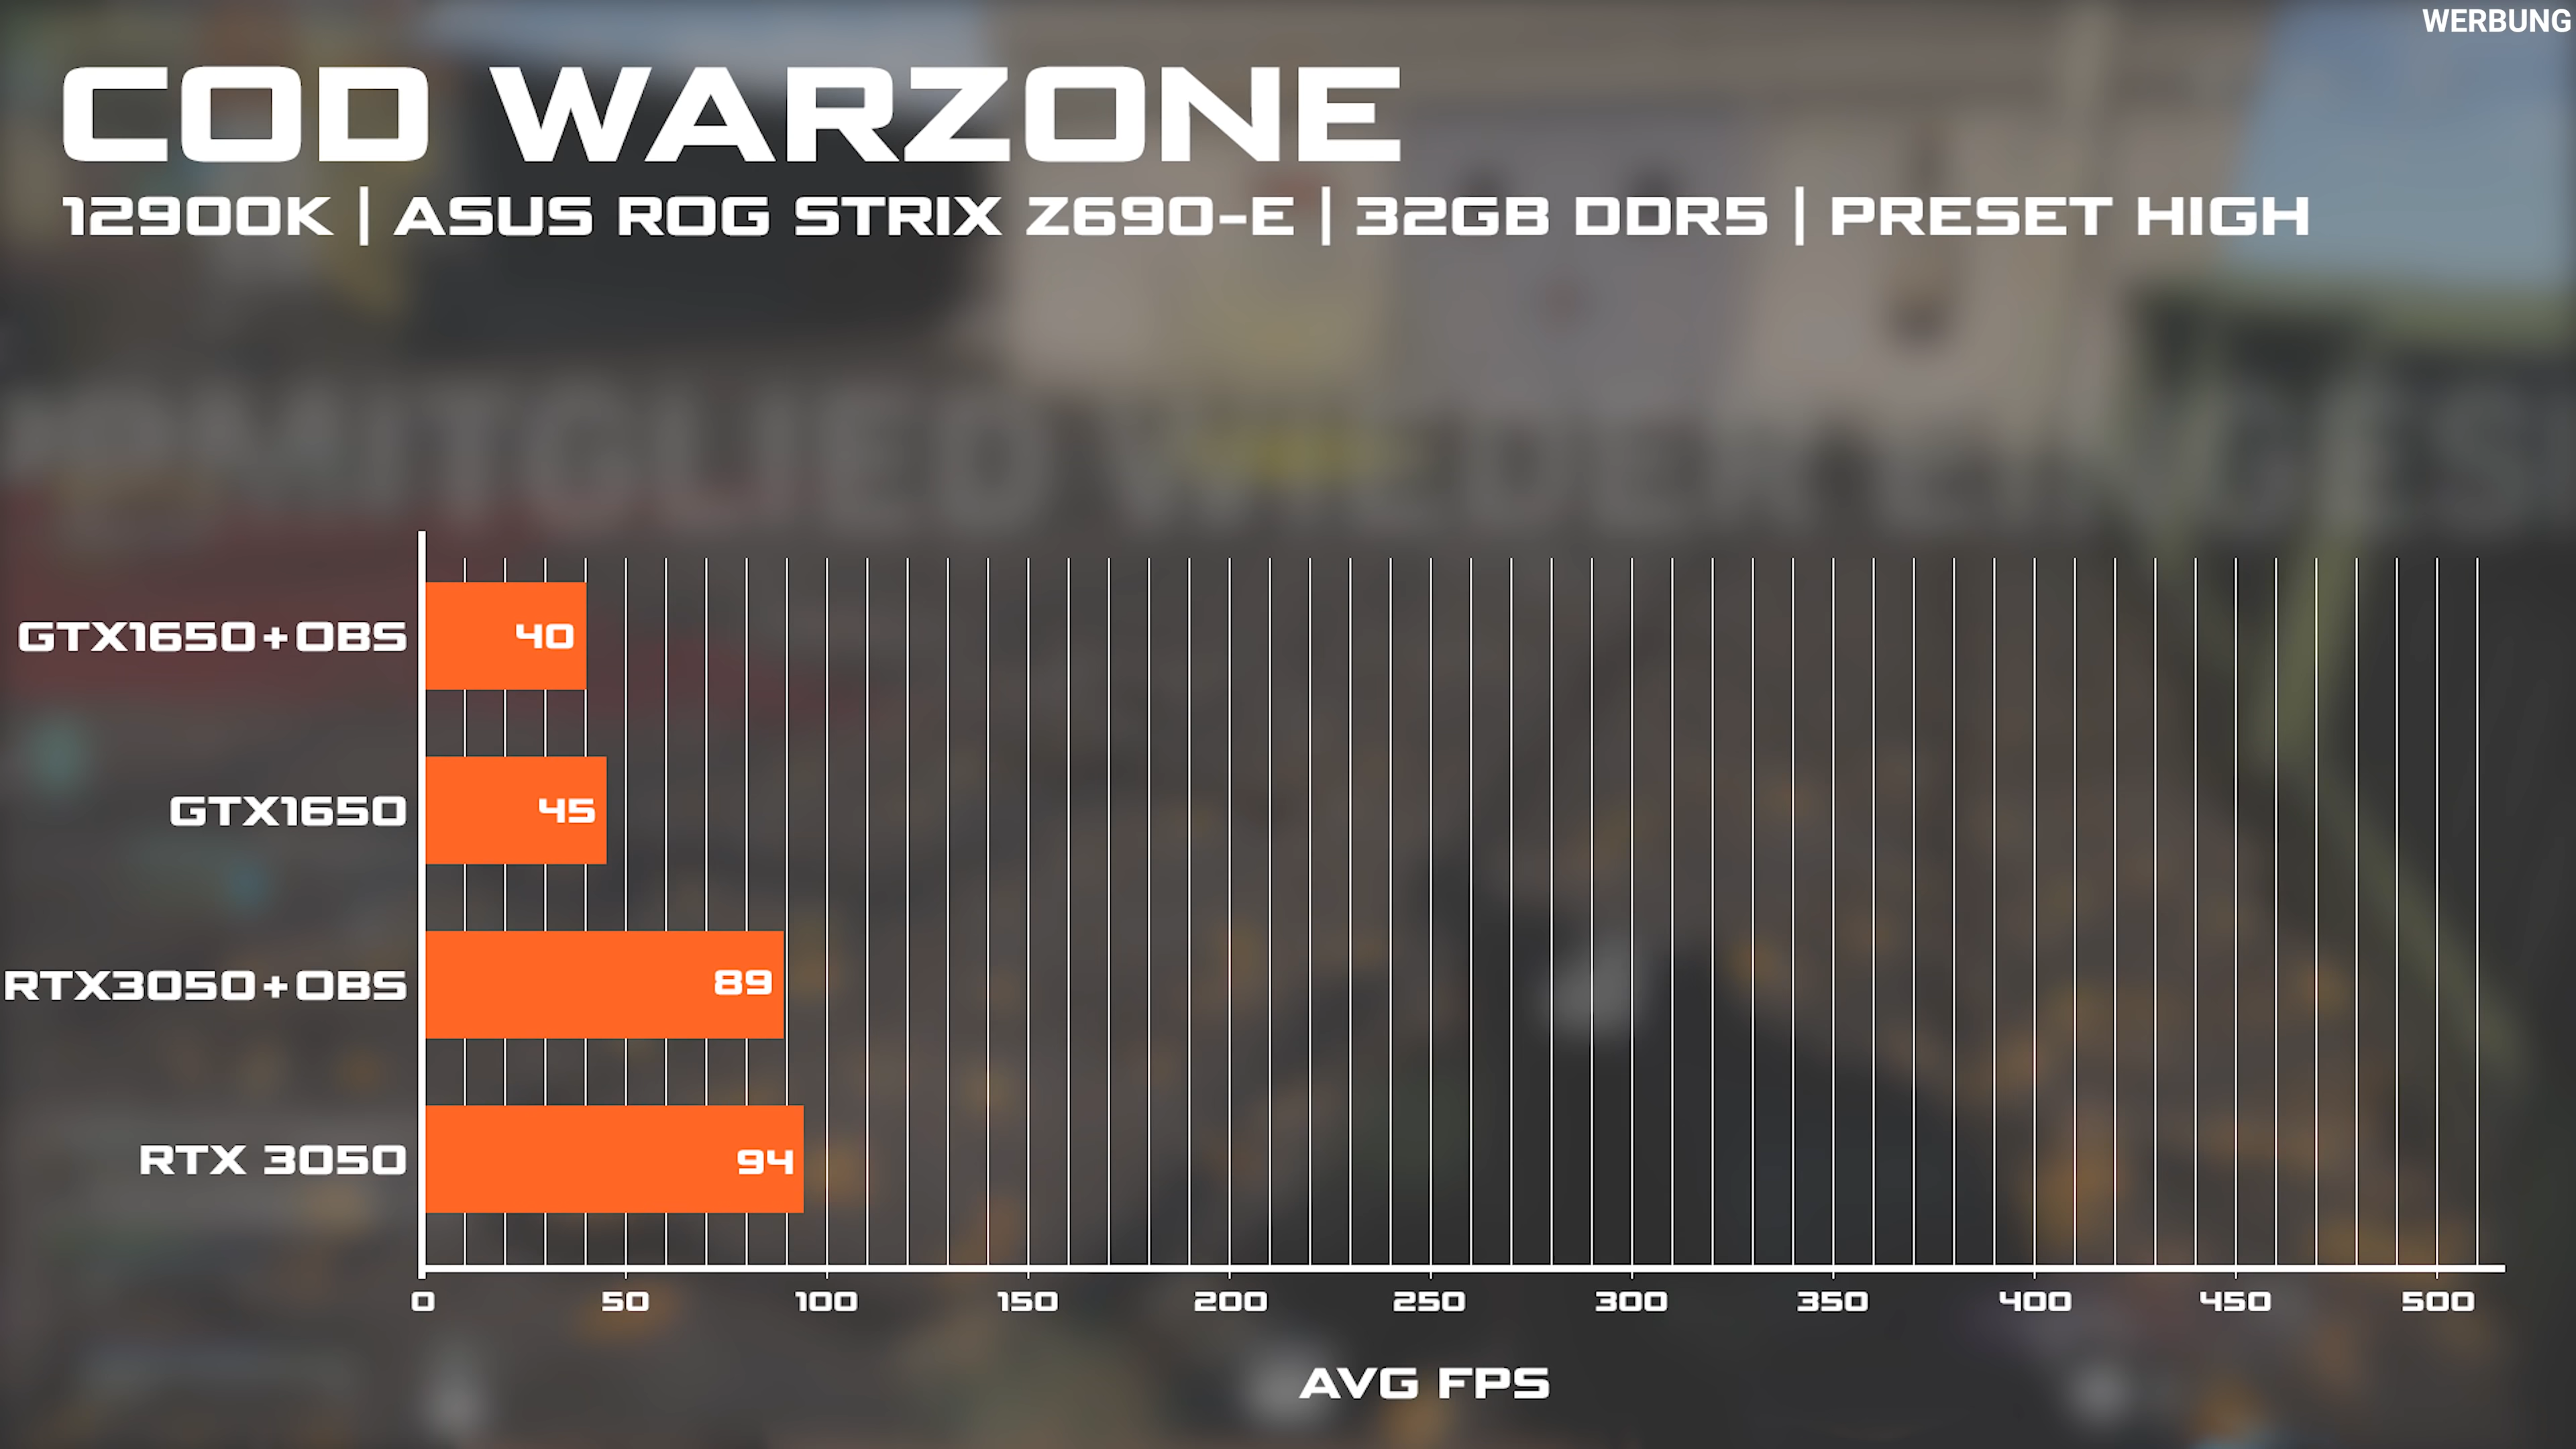 WERBUNG
COD WARZONE
12900K | ASUS ROG STRIX Z690-E | 32GB DDR5 | PRESET HIGH
GTX1650+OBS 40
GTX1650 45
RTX3050+OBS 89
RTX 3050 94
0 50 100 150 200 250 300 350 400 450 500
AVG FPS